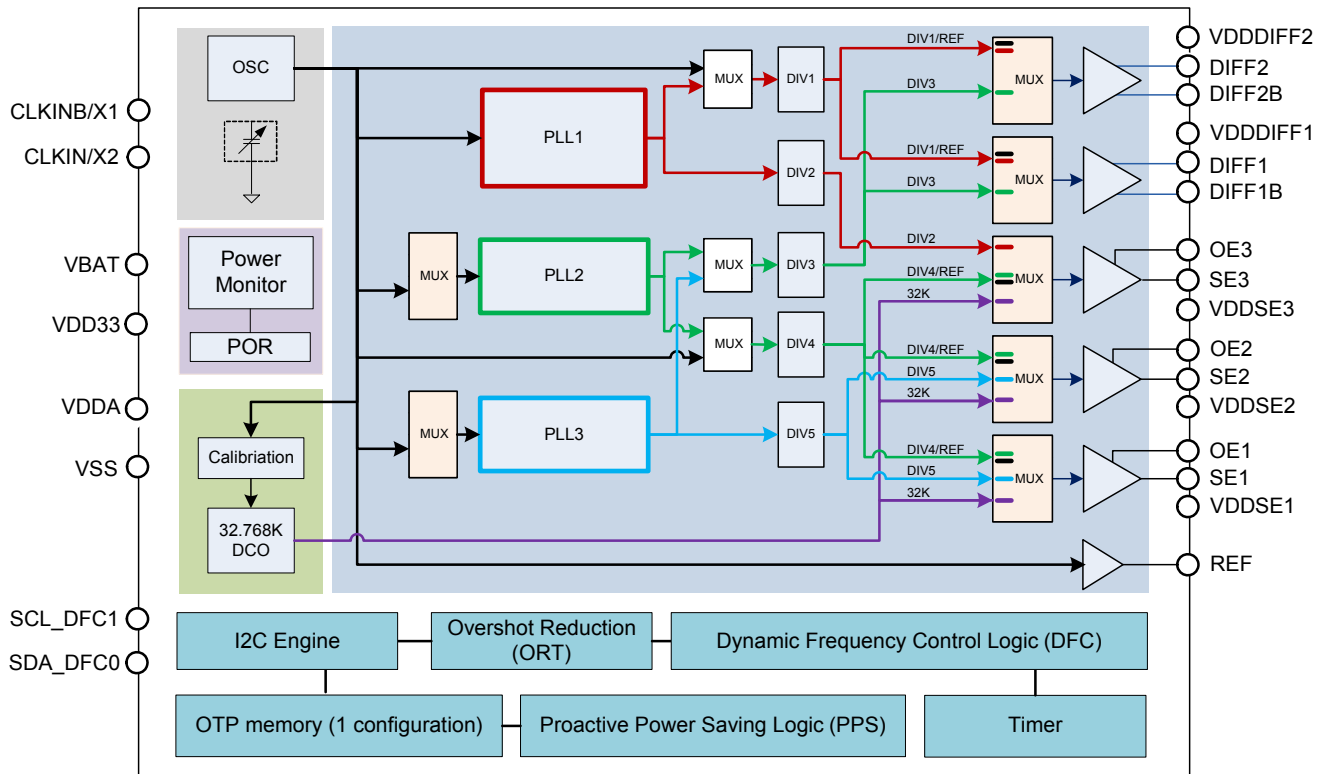 CLKINB/X1
CLKIN/X2
VBAT
VDD33
VDDA
VSS
SCL_DFC1
SDA_DFC0
OSC
Power
Monitor
POR
Calibriation
32.768K
DCO
PLL1
MUX
PLL2
MUX
PLL3
MUX
DIV1
DIV2
MUX
DIV3
MUX
DIV4
DIV5
DIV1/REF
DIV3
MUX
DIV1/REF
DIV3
MUX
DIV2
DIV4/REF
32K
MUX
DIV4/REF
DIV5
32K
MUX
DIV4/REF
DIV5
32K
MUX
VDDDIFF2
DIFF2
DIFF2B
VDDDIFF1
DIFF1
DIFF1B
OE3
SE3
VDDSE3
OE2
SE2
VDDSE2
OE1
SE1
VDDSE1
REF
I2C Engine
Overshot Reduction
(ORT)
Dynamic Frequency Control Logic (DFC)
OTP memory (1 configuration)
Proactive Power Saving Logic (PPS)
Timer